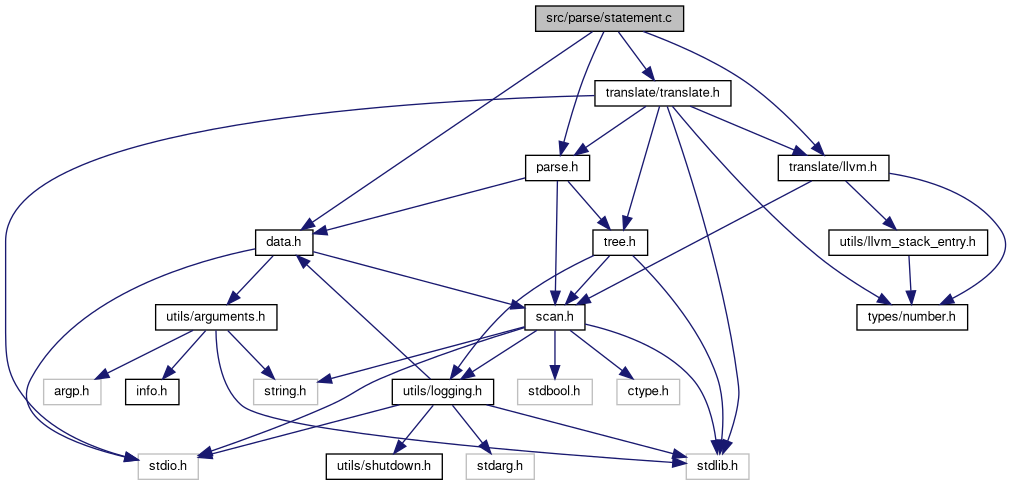 src/parse/statement.c
translate/translate.h
parse.h
translate/llvm.h
data.h
tree.h
utils/llvm_stack_entry.h
utils/arguments.h
scan.h
types/number.h
argp.h
info.h
string.h
utils/logging.h
stdbool.h
ctype.h
stdio.h
utils/shutdown.h
stdarg.h
stdlib.h